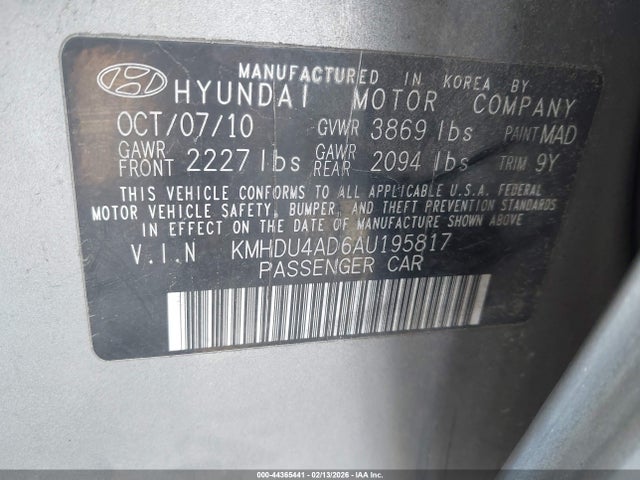 MANUFACTURED IN KOREA BY
HYUNDAI MOTOR COMPANY
OCT/07/10 GVWR 3869 lbs PAINT MAD
GAWR FRONT 2227 lbs GAWR REAR 2094 lbs TRIM 9Y
THIS VEHICLE CONFORMS TO ALL APPLICABLE U.S.A. FEDERAL
MOTOR VEHICLE SAFETY, BUMPER, AND THEFT PREVENTION STANDARDS
IN EFFECT ON THE DATE OF MANUFACTURE SHOWN ABOVE.
V.I.N KMHDU4AD6AU195817
PASSENGER CAR
000-44365441 - 02/13/2026 - COPYRIGHT © IAA